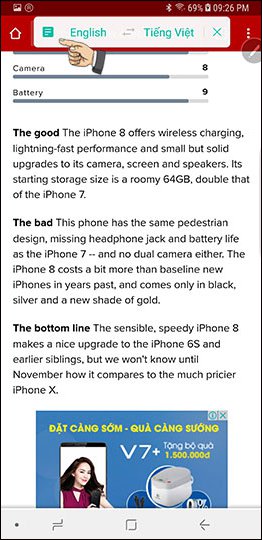 69% 09:26 PM
English
Tiếng Việt
Camera 8
Battery 9
The good The iPhone 8 offers wireless charging,
lightning-fast performance and small but solid
upgrades to its camera, screen and speakers. Its
starting storage size is a roomy 64GB, double that
of the iPhone 7.
The bad This phone has the same pedestrian
design, missing headphone jack and battery life
as the iPhone 7 -- and no dual camera either. The
iPhone 8 costs a bit more than baseline new
iPhones in years past, and comes only in black,
silver and a new shade of gold.
The bottom line The sensible, speedy iPhone 8
makes a nice upgrade to the iPhone 6S and
earlier siblings, but we won't know until
November how it compares to the much pricier
iPhone X.
ĐẶT CÀNG SỚM - QUÀ CÀNG SƯỚNG
V7+ Tặng bộ quà
1.500.000đ